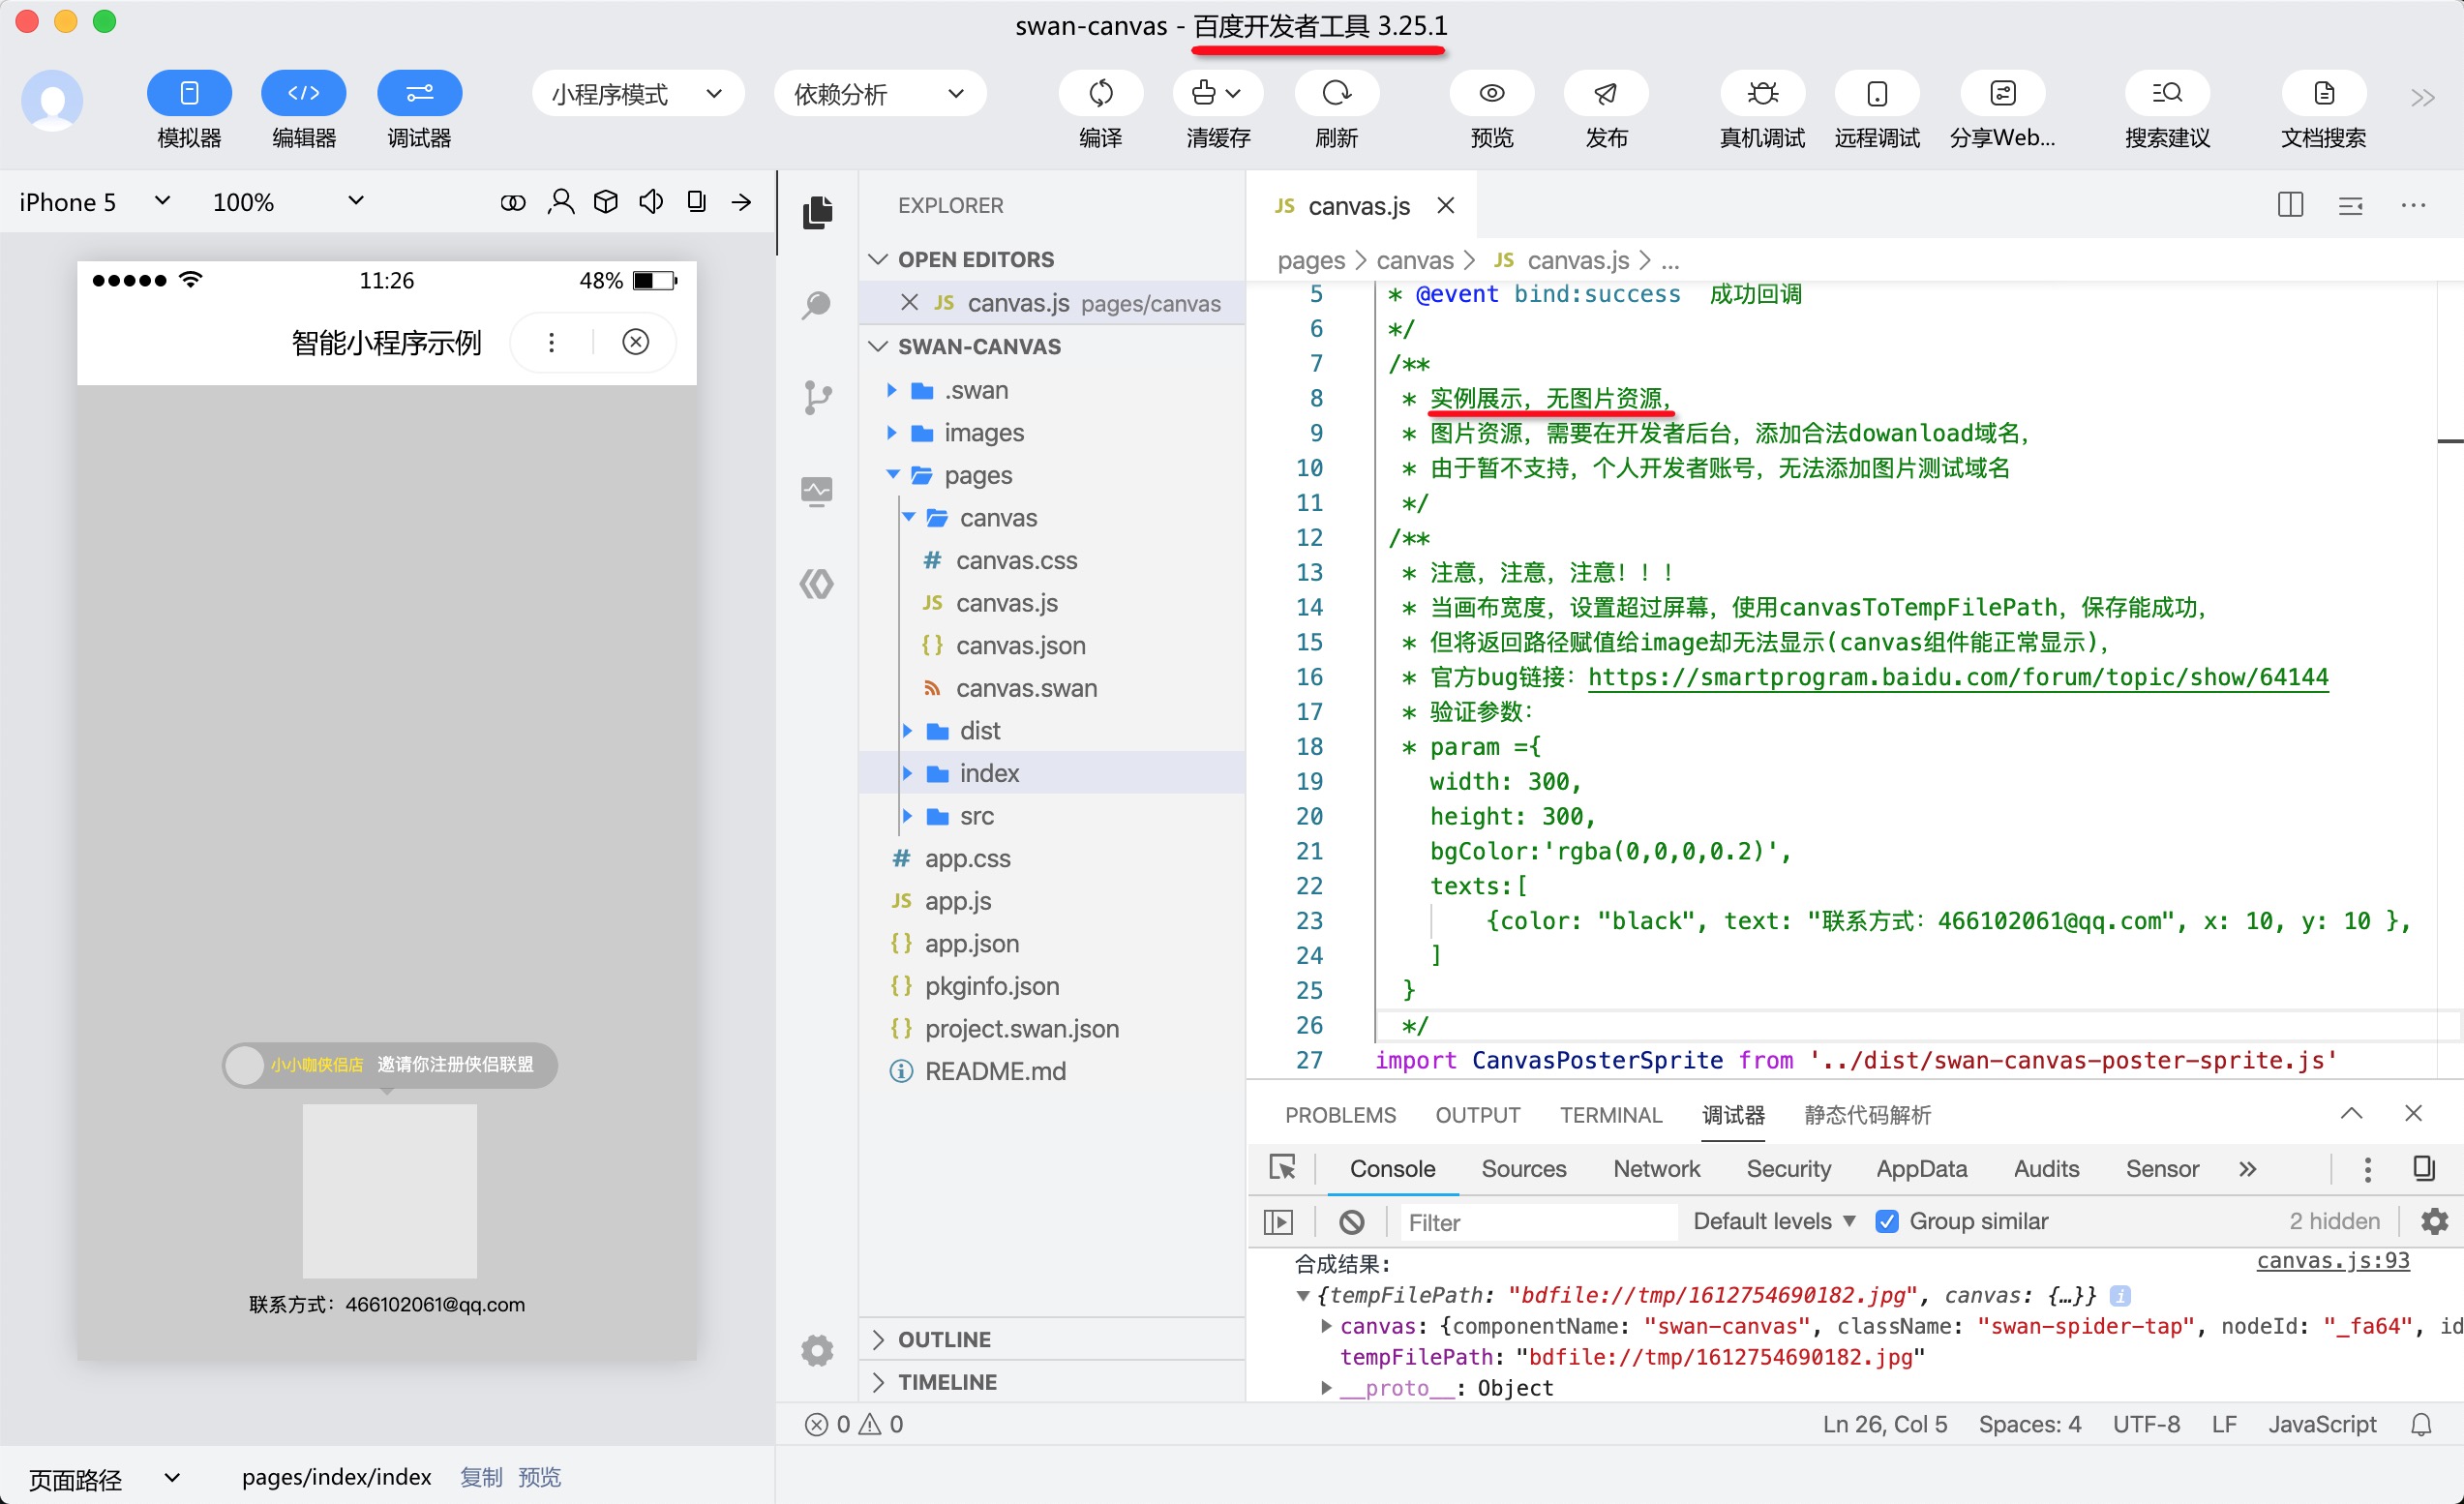 swan-canvas - 百度开发者工具 3.25.1
模拟器 编辑器 调试器 小程序模式 依赖分析 编译 清缓存 刷新 预览 发布 真机调试 远程调试 分享Web... 搜索建议 文档搜索
iPhone 5 100%
11:26 48%
智能小程序示例
小小咖侠侣店 邀请你注册侠侣联盟
联系方式：466102061@qq.com
页面路径 pages/index/index 复制 预览
EXPLORER
OPEN EDITORS
JS canvas.js pages/canvas
SWAN-CANVAS
.swan
images
pages
canvas
# canvas.css
JS canvas.js
{} canvas.json
canvas.swan
dist
index
src
# app.css
JS app.js
{} app.json
{} pkginfo.json
{} project.swan.json
README.md
OUTLINE
TIMELINE
JS canvas.js
pages > canvas > JS canvas.js > ...
5 * @event bind:success 成功回调
6 */
7 /**
8 * 实例展示，无图片资源，
9 * 图片资源，需要在开发者后台，添加合法dowanload域名，
10 * 由于暂不支持，个人开发者账号，无法添加图片测试域名
11 */
12 /**
13 * 注意，注意，注意！！！
14 * 当画布宽度，设置超过屏幕，使用canvasToTempFilePath，保存能成功，
15 * 但将返回路径赋值给image却无法显示(canvas组件能正常显示)，
16 * 官方bug链接：https://smartprogram.baidu.com/forum/topic/show/64144
17 * 验证参数：
18 * param ={
19 width: 300,
20 height: 300,
21 bgColor:'rgba(0,0,0,0.2)',
22 texts:[
23 {color: "black", text: "联系方式：466102061@qq.com", x: 10, y: 10 },
24 ]
25 }
26 */
27 import CanvasPosterSprite from '../dist/swan-canvas-poster-sprite.js'
PROBLEMS OUTPUT TERMINAL 调试器 静态代码解析
Console Sources Network Security AppData Audits Sensor
Filter Default levels Group similar 2 hidden
合成结果: canvas.js:93
{tempFilePath: "bdfile://tmp/1612754690182.jpg", canvas: {…}} i
canvas: {componentName: "swan-canvas", className: "swan-spider-tap", nodeId: "_fa64", id
tempFilePath: "bdfile://tmp/1612754690182.jpg"
__proto__: Object
0 0 Ln 26, Col 5 Spaces: 4 UTF-8 LF JavaScript